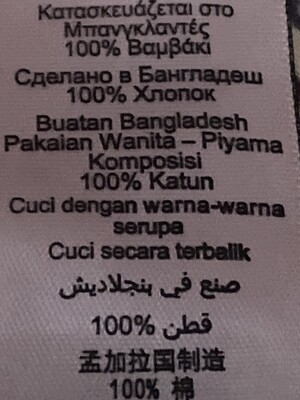 Κατασκευάζεται στο
Μπανγκλαντές
100% Βαμβάκι
Сделано в Бангладеш
100% Хлопок
Buatan Bangladesh
Pakaian Wanita – Piyama
Komposisi
100% Katun
Cuci dengan warna-warna
serupa
Cuci secara terbalik
صنع في بنجلاديش
100% قطن
孟加拉国制造
100% 棉